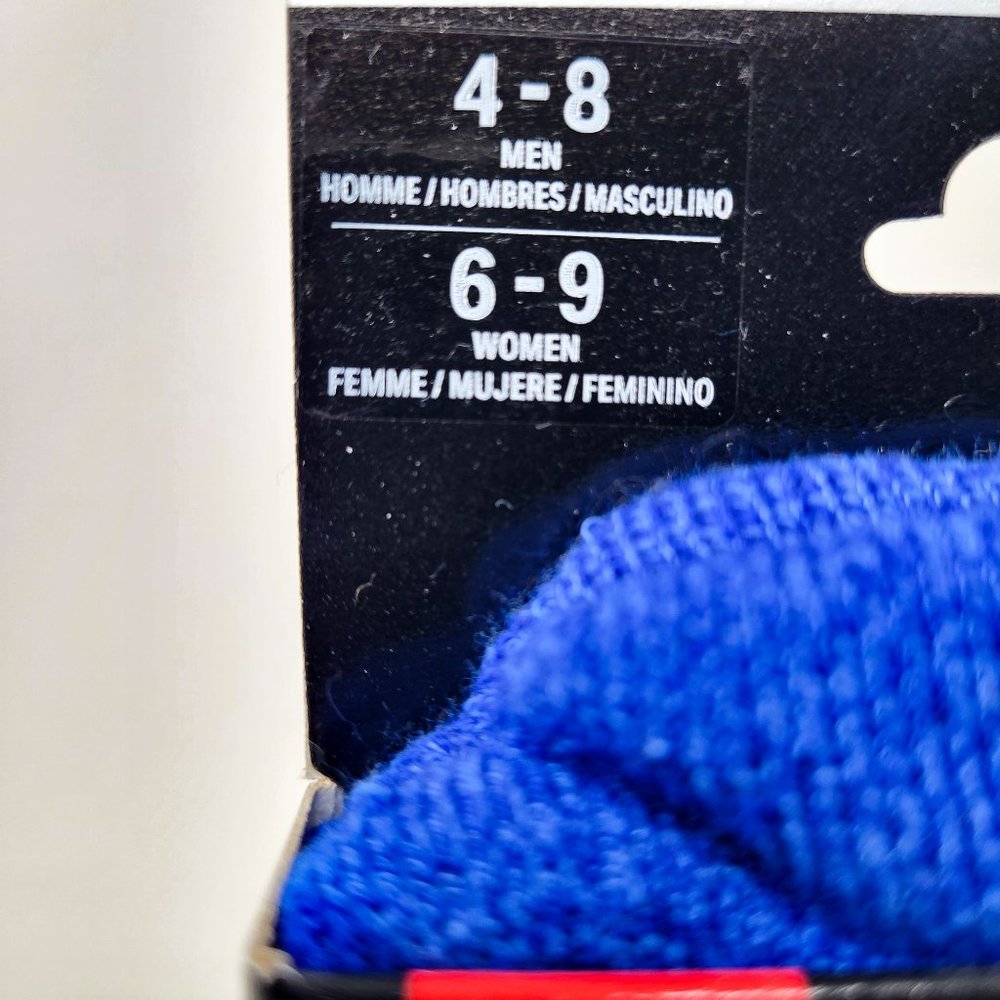 4 - 8
MEN
HOMME / HOMBRES / MASCULINO
6 - 9
WOMEN
FEMME / MUJERE / FEMININO